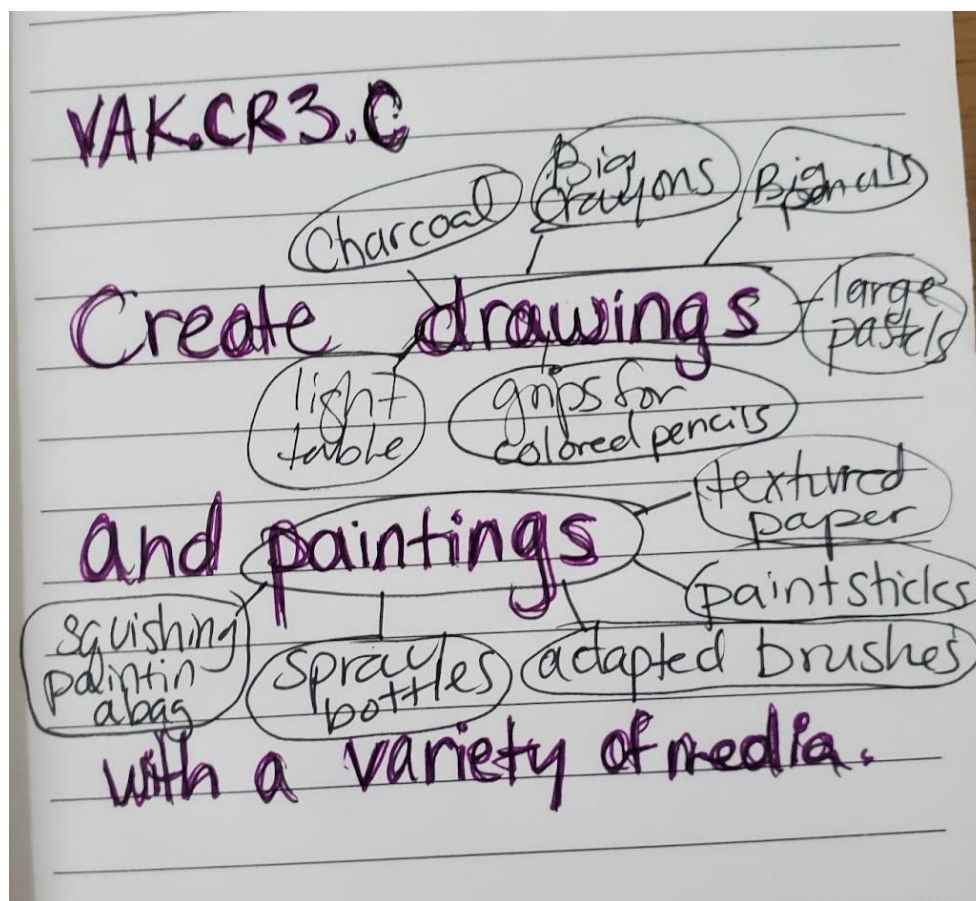 VAK.CR3.C
Charcoal
Big
Crayons
Big
pencils
Create drawings
large
pastels
light
table
grips for
colored pencils
and paintings
textured
paper
paint sticks
squishing
paint in
a bag
spray
bottles
adapted brushes
with a variety of media.